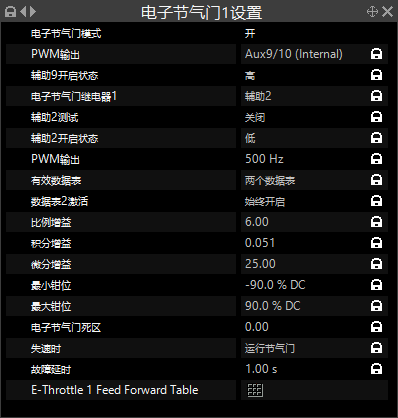 电子节气门1设置
电子节气门模式 开
PWM输出 Aux9/10 (Internal)
辅助9开启状态 高
电子节气门继电器1 辅助2
辅助2测试 关闭
辅助2开启状态 低
PWM输出 500 Hz
有效数据表 两个数据表
数据表2激活 始终开启
比例增益 6.00
积分增益 0.051
微分增益 25.00
最小钳位 -90.0 % DC
最大钳位 90.0 % DC
电子节气门死区 0.00
失速时 运行节气门
故障延时 1.00 s
E-Throttle 1 Feed Forward Table